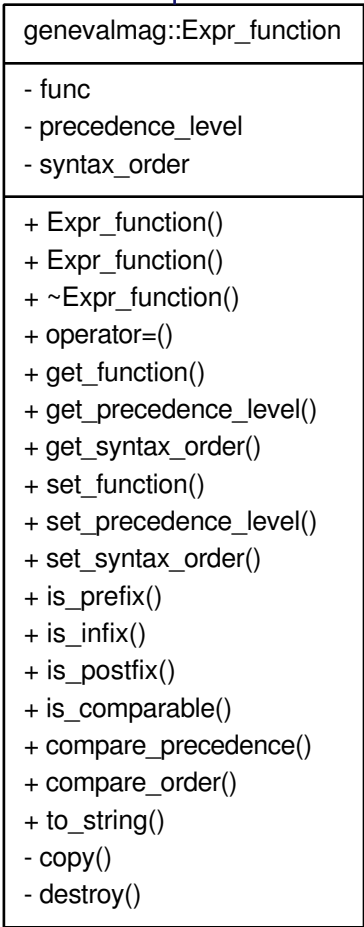 genevalmag::Expr_function
- func
- precedence_level
- syntax_order
+ Expr_function()
+ Expr_function()
+ ~Expr_function()
+ operator=()
+ get_function()
+ get_precedence_level()
+ get_syntax_order()
+ set_function()
+ set_precedence_level()
+ set_syntax_order()
+ is_prefix()
+ is_infix()
+ is_postfix()
+ is_comparable()
+ compare_precedence()
+ compare_order()
+ to_string()
- copy()
- destroy()